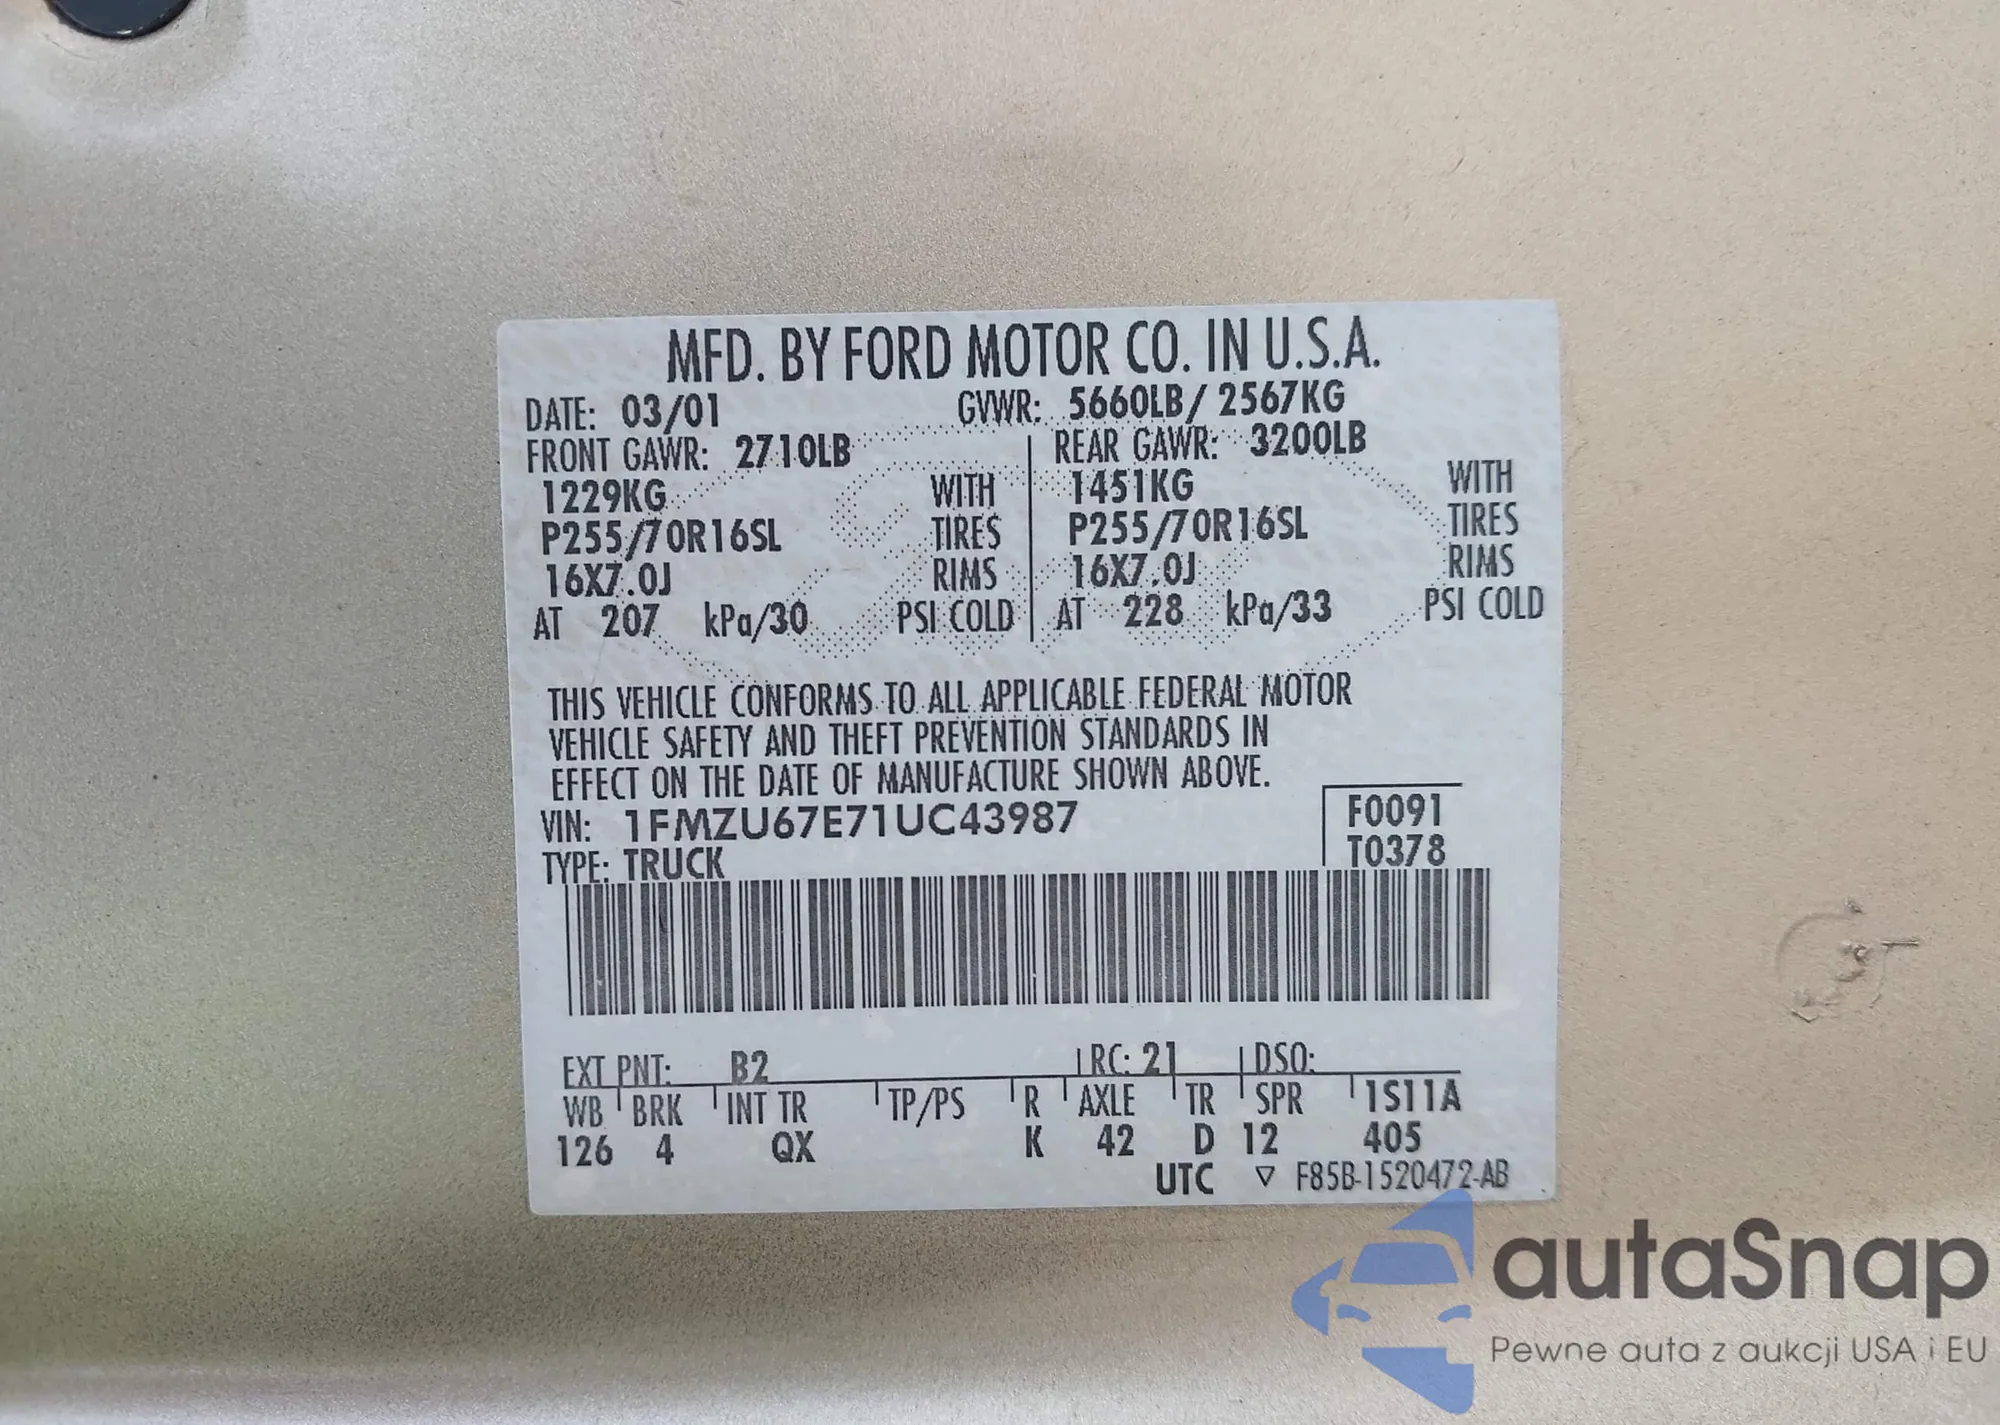 MFD. BY FORD MOTOR CO. IN U.S.A.
DATE: 03/01 GVWR: 5660LB/ 2567KG
FRONT GAWR: 2710LB REAR GAWR: 3200LB
1229KG WITH 1451KG WITH
P255/70R16SL TIRES P255/70R16SL TIRES
16X7.0J RIMS 16X7.0J RIMS
AT 207 kPa/30 PSI COLD AT 228 kPa/33 PSI COLD
THIS VEHICLE CONFORMS TO ALL APPLICABLE FEDERAL MOTOR
VEHICLE SAFETY AND THEFT PREVENTION STANDARDS IN
EFFECT ON THE DATE OF MANUFACTURE SHOWN ABOVE.
VIN: 1FMZU67E71UC43987 F0091
TYPE: TRUCK T0378
EXT PNT: B2 RC: 21 DSO:
WB BRK INT TR TP/PS R AXLE TR SPR 1S11A
126 4 QX K 42 D 12 405
UTC ▽ F85B-1520472-AB
autaSnap
Pewne auta z aukcji USA i EU